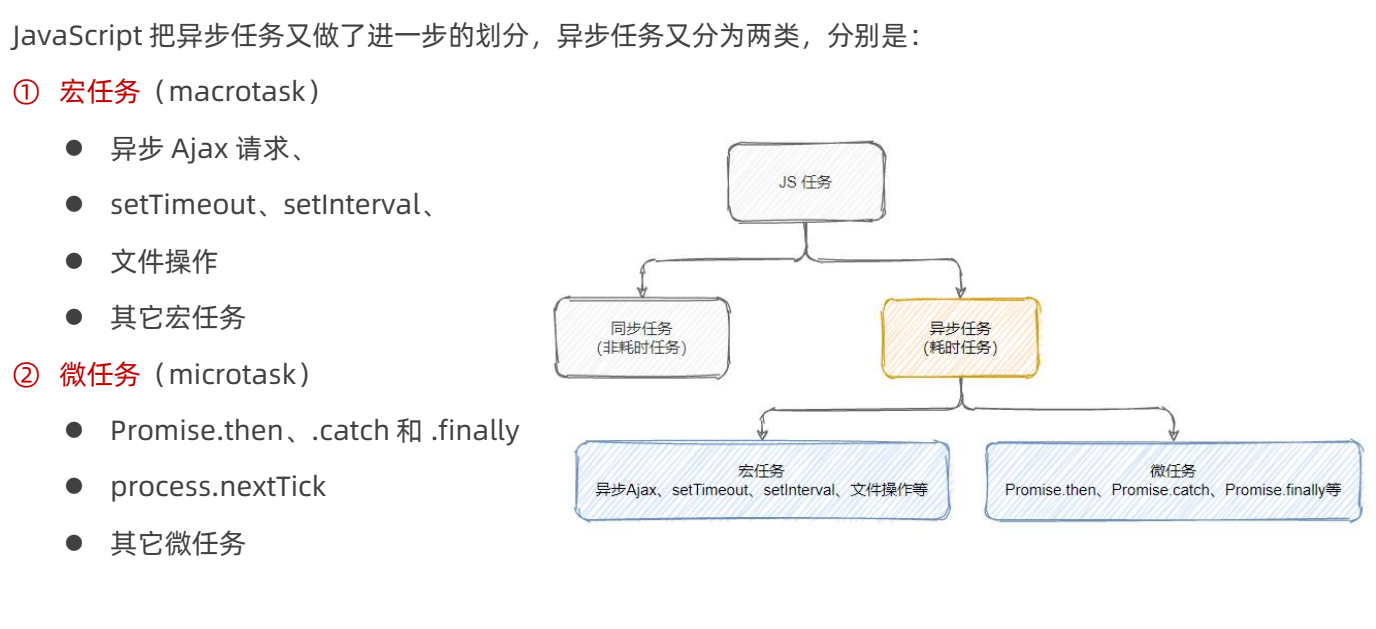 JavaScript 把异步任务又做了进一步的划分，异步任务又分为两类，分别是：
① 宏任务（macrotask）
● 异步 Ajax 请求、
● setTimeout、setInterval、
● 文件操作
● 其它宏任务
② 微任务（microtask）
● Promise.then、.catch 和 .finally
● process.nextTick
● 其它微任务
JS 任务
同步任务
(非耗时任务)
异步任务
(耗时任务)
宏任务
异步Ajax、setTimeout、setInterval、文件操作等
微任务
Promise.then、Promise.catch、Promise.finally等